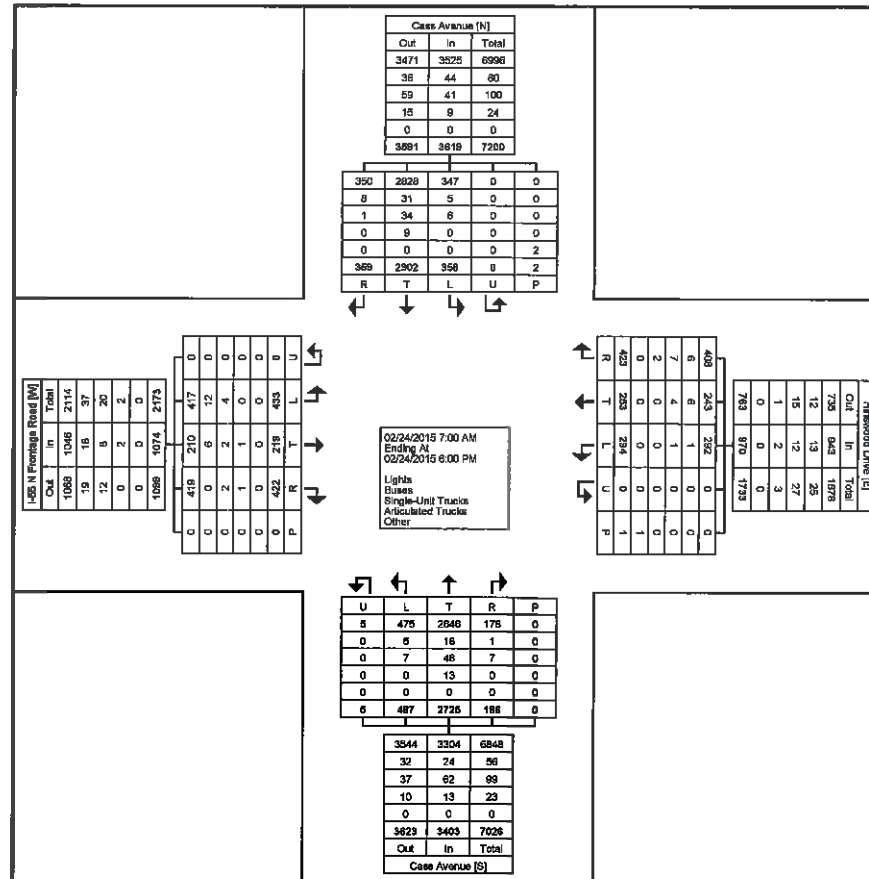 Cass Avenue [N]
Out In Total
3471 3525 6996
36 44 80
59 41 100
15 9 24
0 0 0
3581 3619 7200
350 2828 347 0 0
8 31 5 0 0
1 34 6 0 0
0 9 0 0 0
0 0 0 0 2
359 2902 358 0 2
R T L U P
I-55 N Frontage Road [W]
Total 2114 37 20 2 0 2173
In 1046 18 8 2 0 1074
Out 1068 19 12 0 0 1099
0 0 0 0 0 0 U
417 12 4 0 0 433 L
210 6 2 1 0 219 T
419 0 2 1 0 422 R
0 0 0 0 0 0 P
02/24/2015 7:00 AM
Ending At
02/24/2015 6:00 PM
Lights
Buses
Single-Unit Trucks
Articulated Trucks
Other
R 423 0 2 7 6 408
T 253 0 0 4 6 243
L 294 0 0 1 1 292
U 0 0 0 0 0 0
P 1 1 0 0 0 0
Drive [E]
Out 735 12 15 1 0 763
In 943 13 12 2 0 970
Total 1678 25 27 3 0 1733
U L T R P
5 475 2646 178 0
0 5 18 1 0
0 7 48 7 0
0 0 13 0 0
0 0 0 0 0
5 487 2725 186 0
3544 3304 6848
32 24 56
37 62 99
10 13 23
0 0 0
3623 3403 7026
Out In Total
Cass Avenue [S]